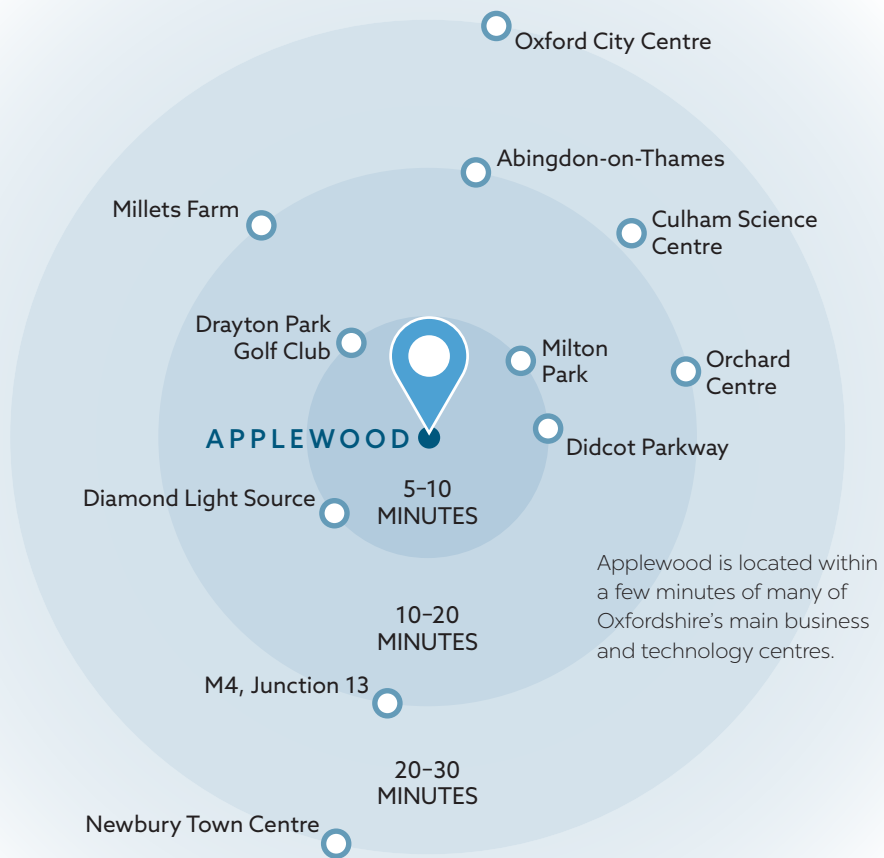 Oxford City Centre
Abingdon-on-Thames
Millets Farm
Culham Science
Centre
Drayton Park
Golf Club
Milton
Park
Orchard
Centre
APPLEWOOD
Didcot Parkway
Diamond Light Source
5–10
MINUTES
Applewood is located within
a few minutes of many of
Oxfordshire’s main business
and technology centres.
10–20
MINUTES
M4, Junction 13
20–30
MINUTES
Newbury Town Centre